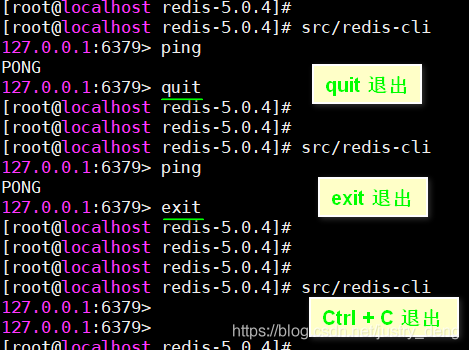 [root@localhost redis-5.0.4]#
[root@localhost redis-5.0.4]# src/redis-cli
127.0.0.1:6379> ping
PONG
127.0.0.1:6379> quit
quit 退出
[root@localhost redis-5.0.4]#
[root@localhost redis-5.0.4]#
[root@localhost redis-5.0.4]# src/redis-cli
127.0.0.1:6379> ping
PONG
127.0.0.1:6379> exit
exit 退出
[root@localhost redis-5.0.4]#
[root@localhost redis-5.0.4]#
[root@localhost redis-5.0.4]#
[root@localhost redis-5.0.4]# src/redis-cli
127.0.0.1:6379>
127.0.0.1:6379>
Ctrl + C 退出
https://blog.csdn.net/justry_deng
[root@localhost redis-5.0.4]#